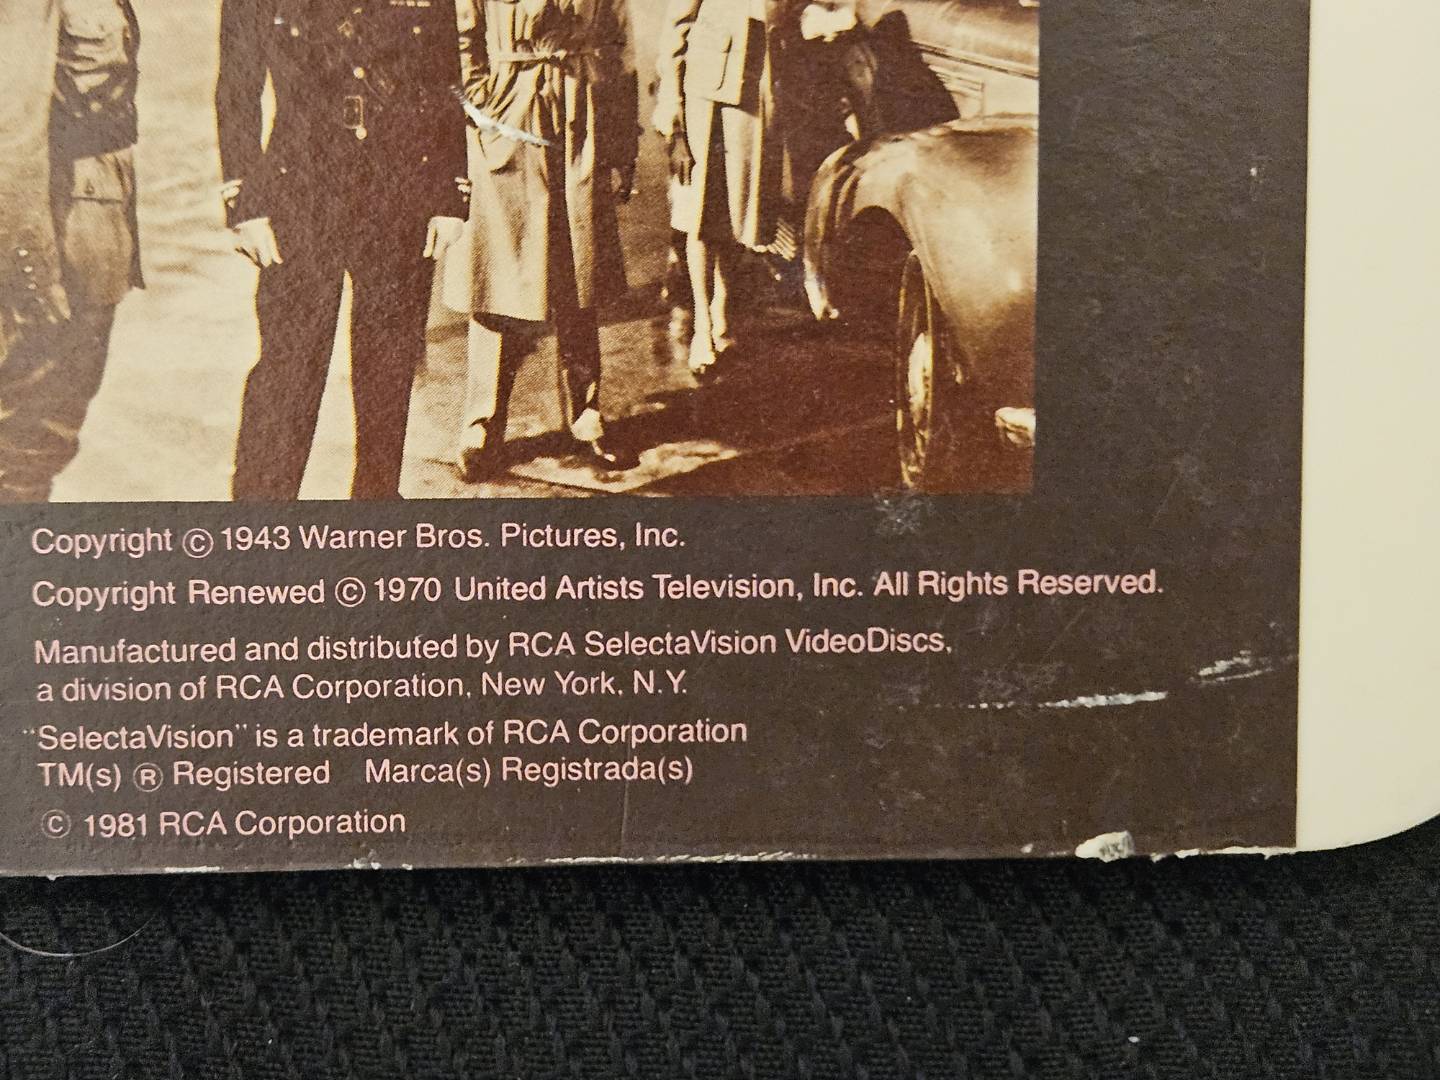 Copyright © 1943 Warner Bros. Pictures, Inc.
Copyright Renewed © 1970 United Artists Television, Inc. All Rights Reserved.
Manufactured and distributed by RCA SelectaVision VideoDiscs,
a division of RCA Corporation, New York, N.Y.
"SelectaVision" is a trademark of RCA Corporation
TM(s) ® Registered Marca(s) Registrada(s)
© 1981 RCA Corporation